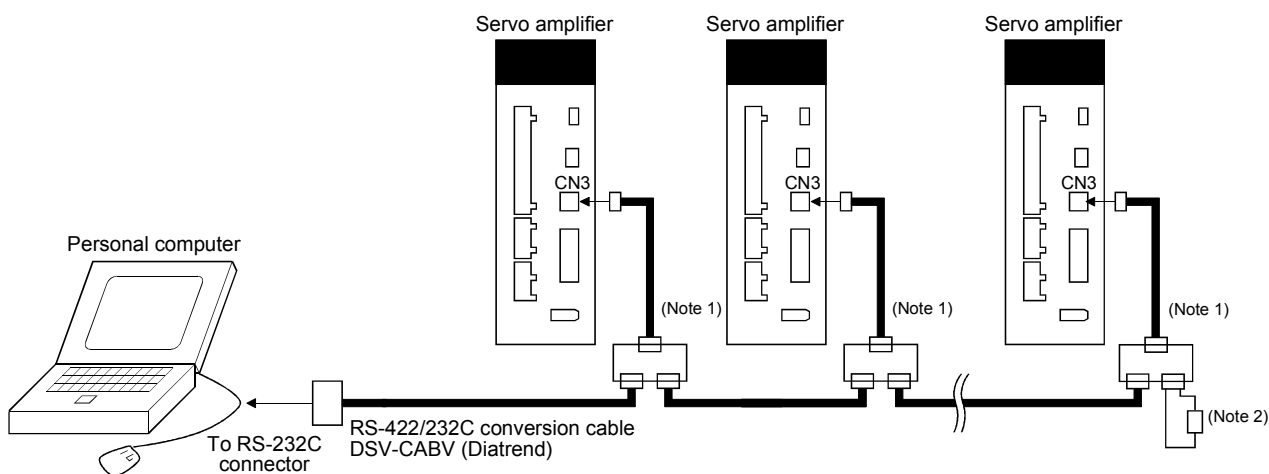 Servo amplifier
Servo amplifier
Servo amplifier
CN3
CN3
CN3
Personal computer
(Note 1)
(Note 1)
(Note 1)
To RS-232C
connector
RS-422/232C conversion cable
DSV-CABV (Diatrend)
(Note 2)